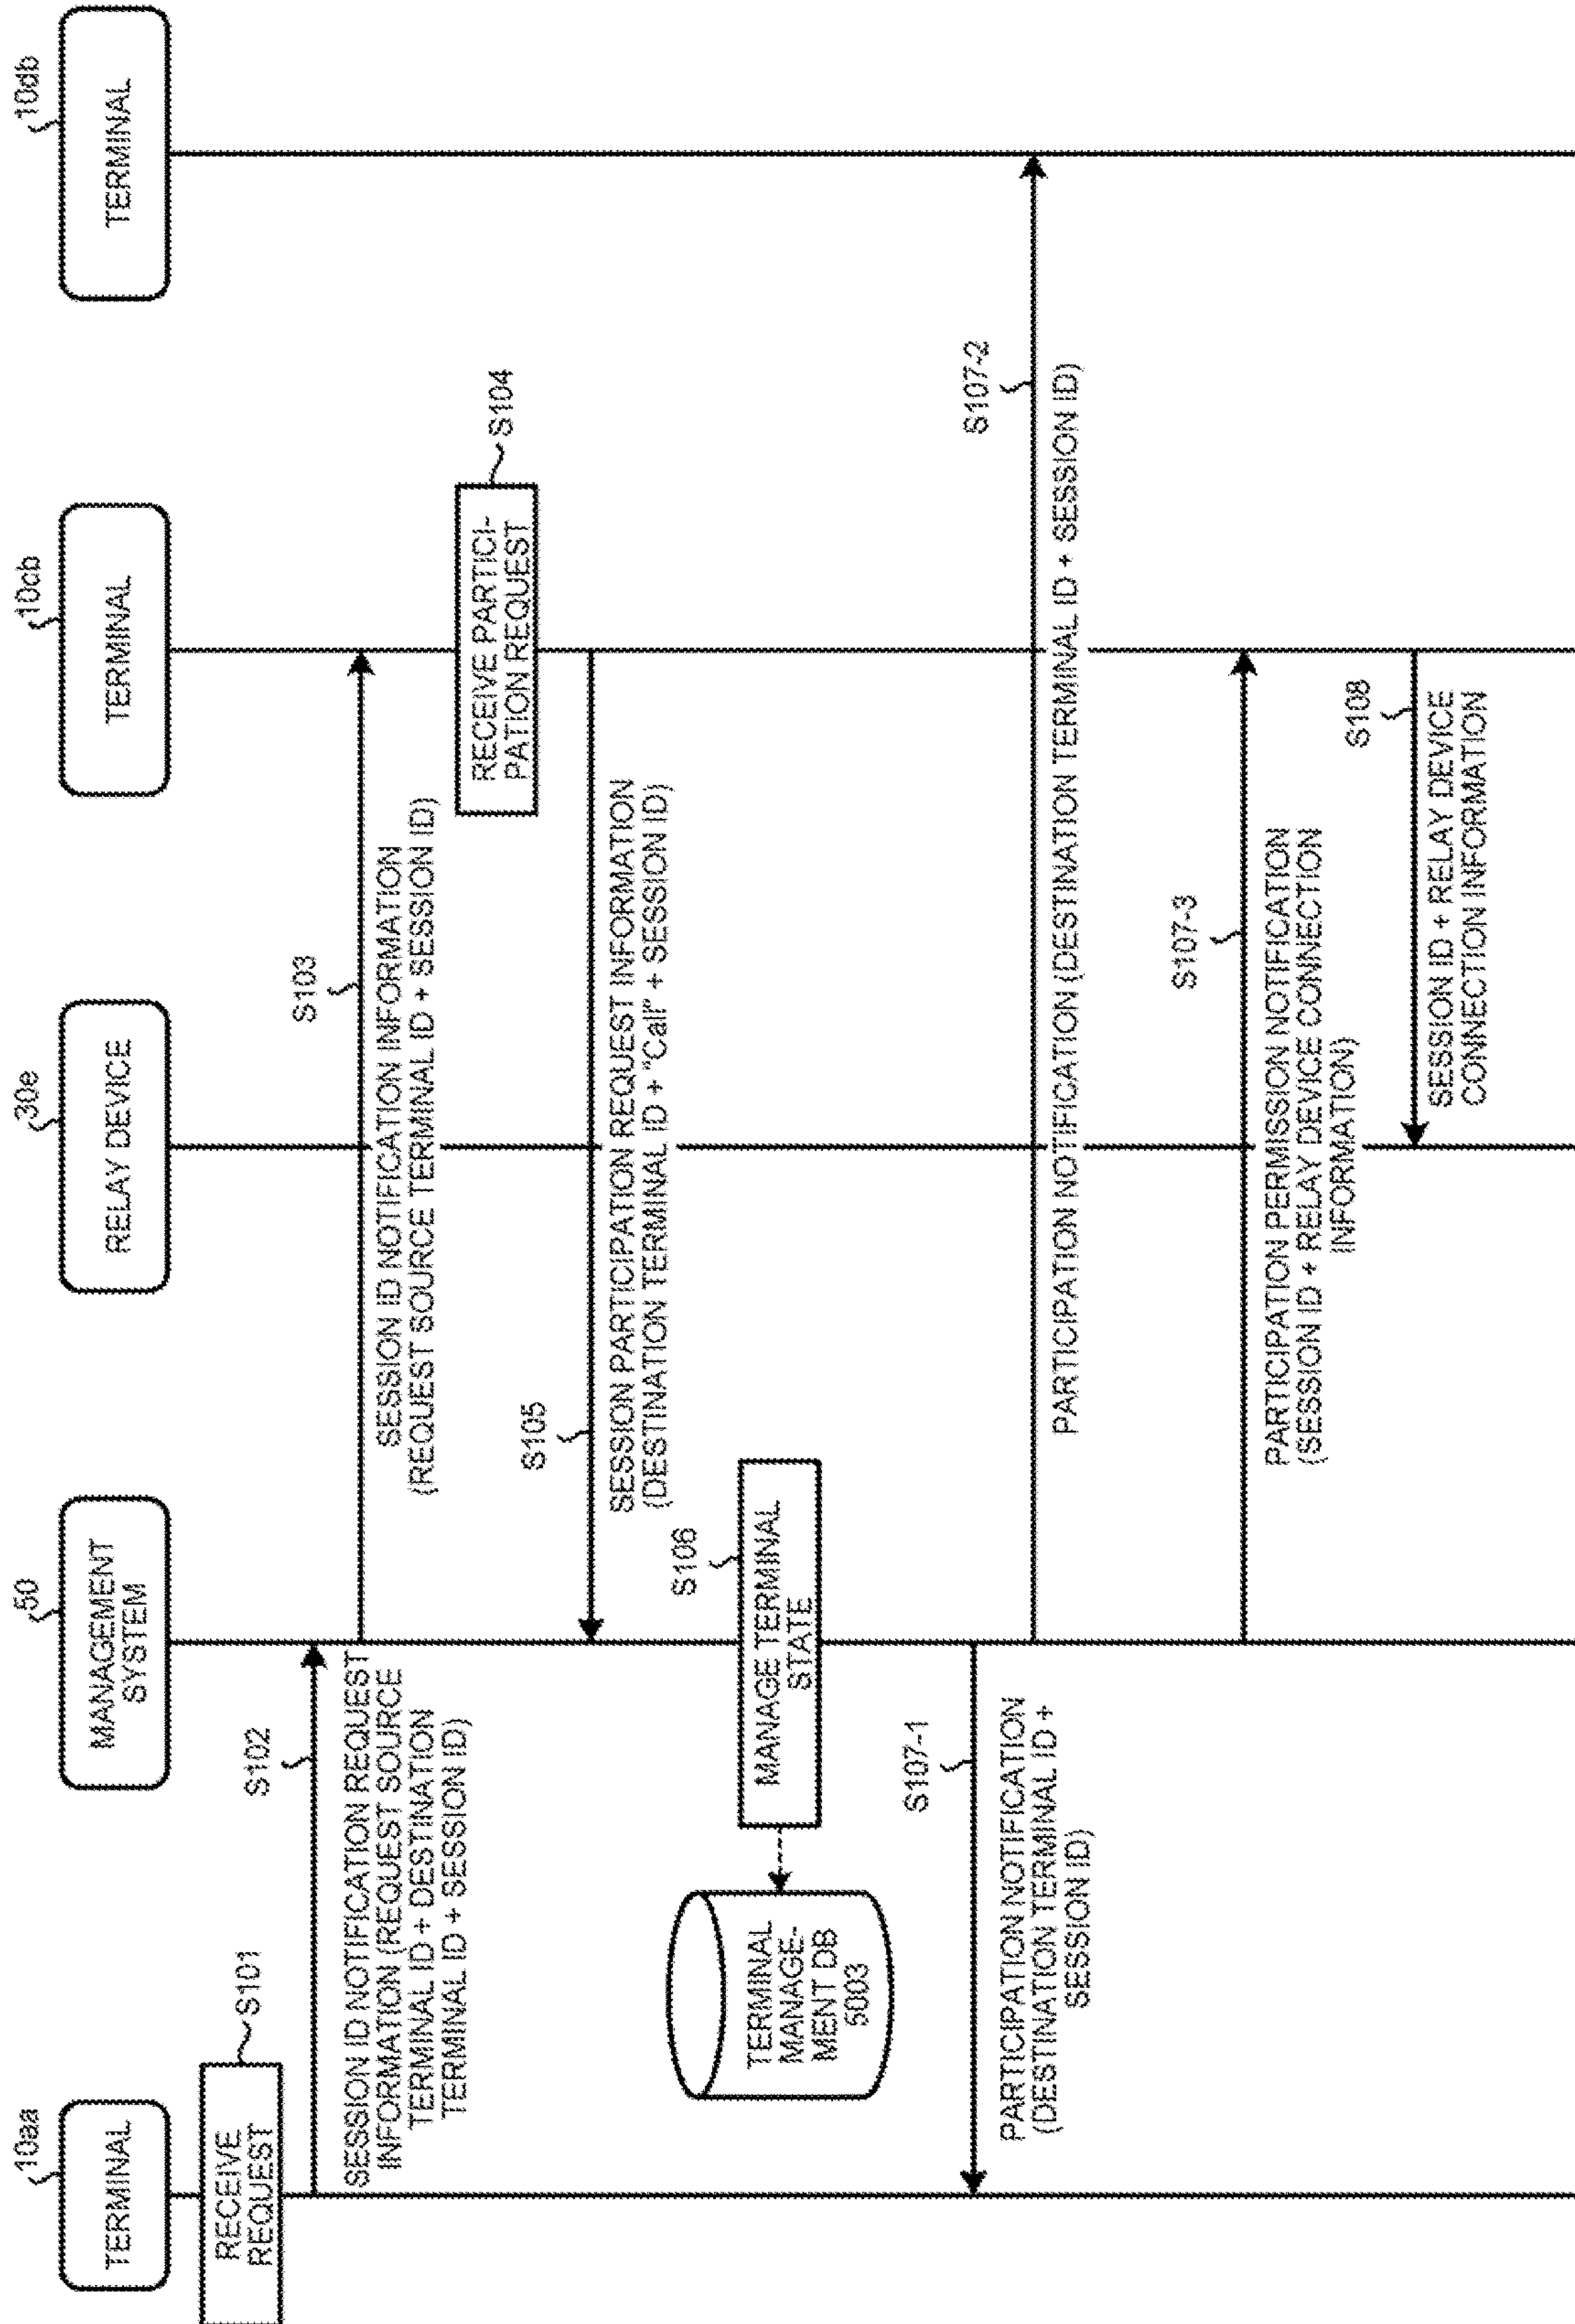 10aa
TERMINAL
50
MANAGEMENT
SYSTEM
30e
RELAY DEVICE
10cb
TERMINAL
10db
TERMINAL
RECEIVE
REQUEST
S101
S102
SESSION ID NOTIFICATION REQUEST
INFORMATION (REQUEST SOURCE
TERMINAL ID + DESTINATION
TERMINAL ID + SESSION ID)
S103
SESSION ID NOTIFICATION INFORMATION
(REQUEST SOURCE TERMINAL ID + SESSION ID)
RECEIVE PARTICI-
PATION REQUEST
S104
S105
SESSION PARTICIPATION REQUEST INFORMATION
(DESTINATION TERMINAL ID + "Call" + SESSION ID)
S106
MANAGE TERMINAL
STATE
TERMINAL
MANAGE-
MENT DB
5003
S107-1
PARTICIPATION NOTIFICATION
(DESTINATION TERMINAL ID +
SESSION ID)
S107-2
PARTICIPATION NOTIFICATION (DESTINATION TERMINAL ID + SESSION ID)
S107-3
PARTICIPATION PERMISSION NOTIFICATION
(SESSION ID + RELAY DEVICE CONNECTION
INFORMATION)
S108
SESSION ID + RELAY DEVICE
CONNECTION INFORMATION